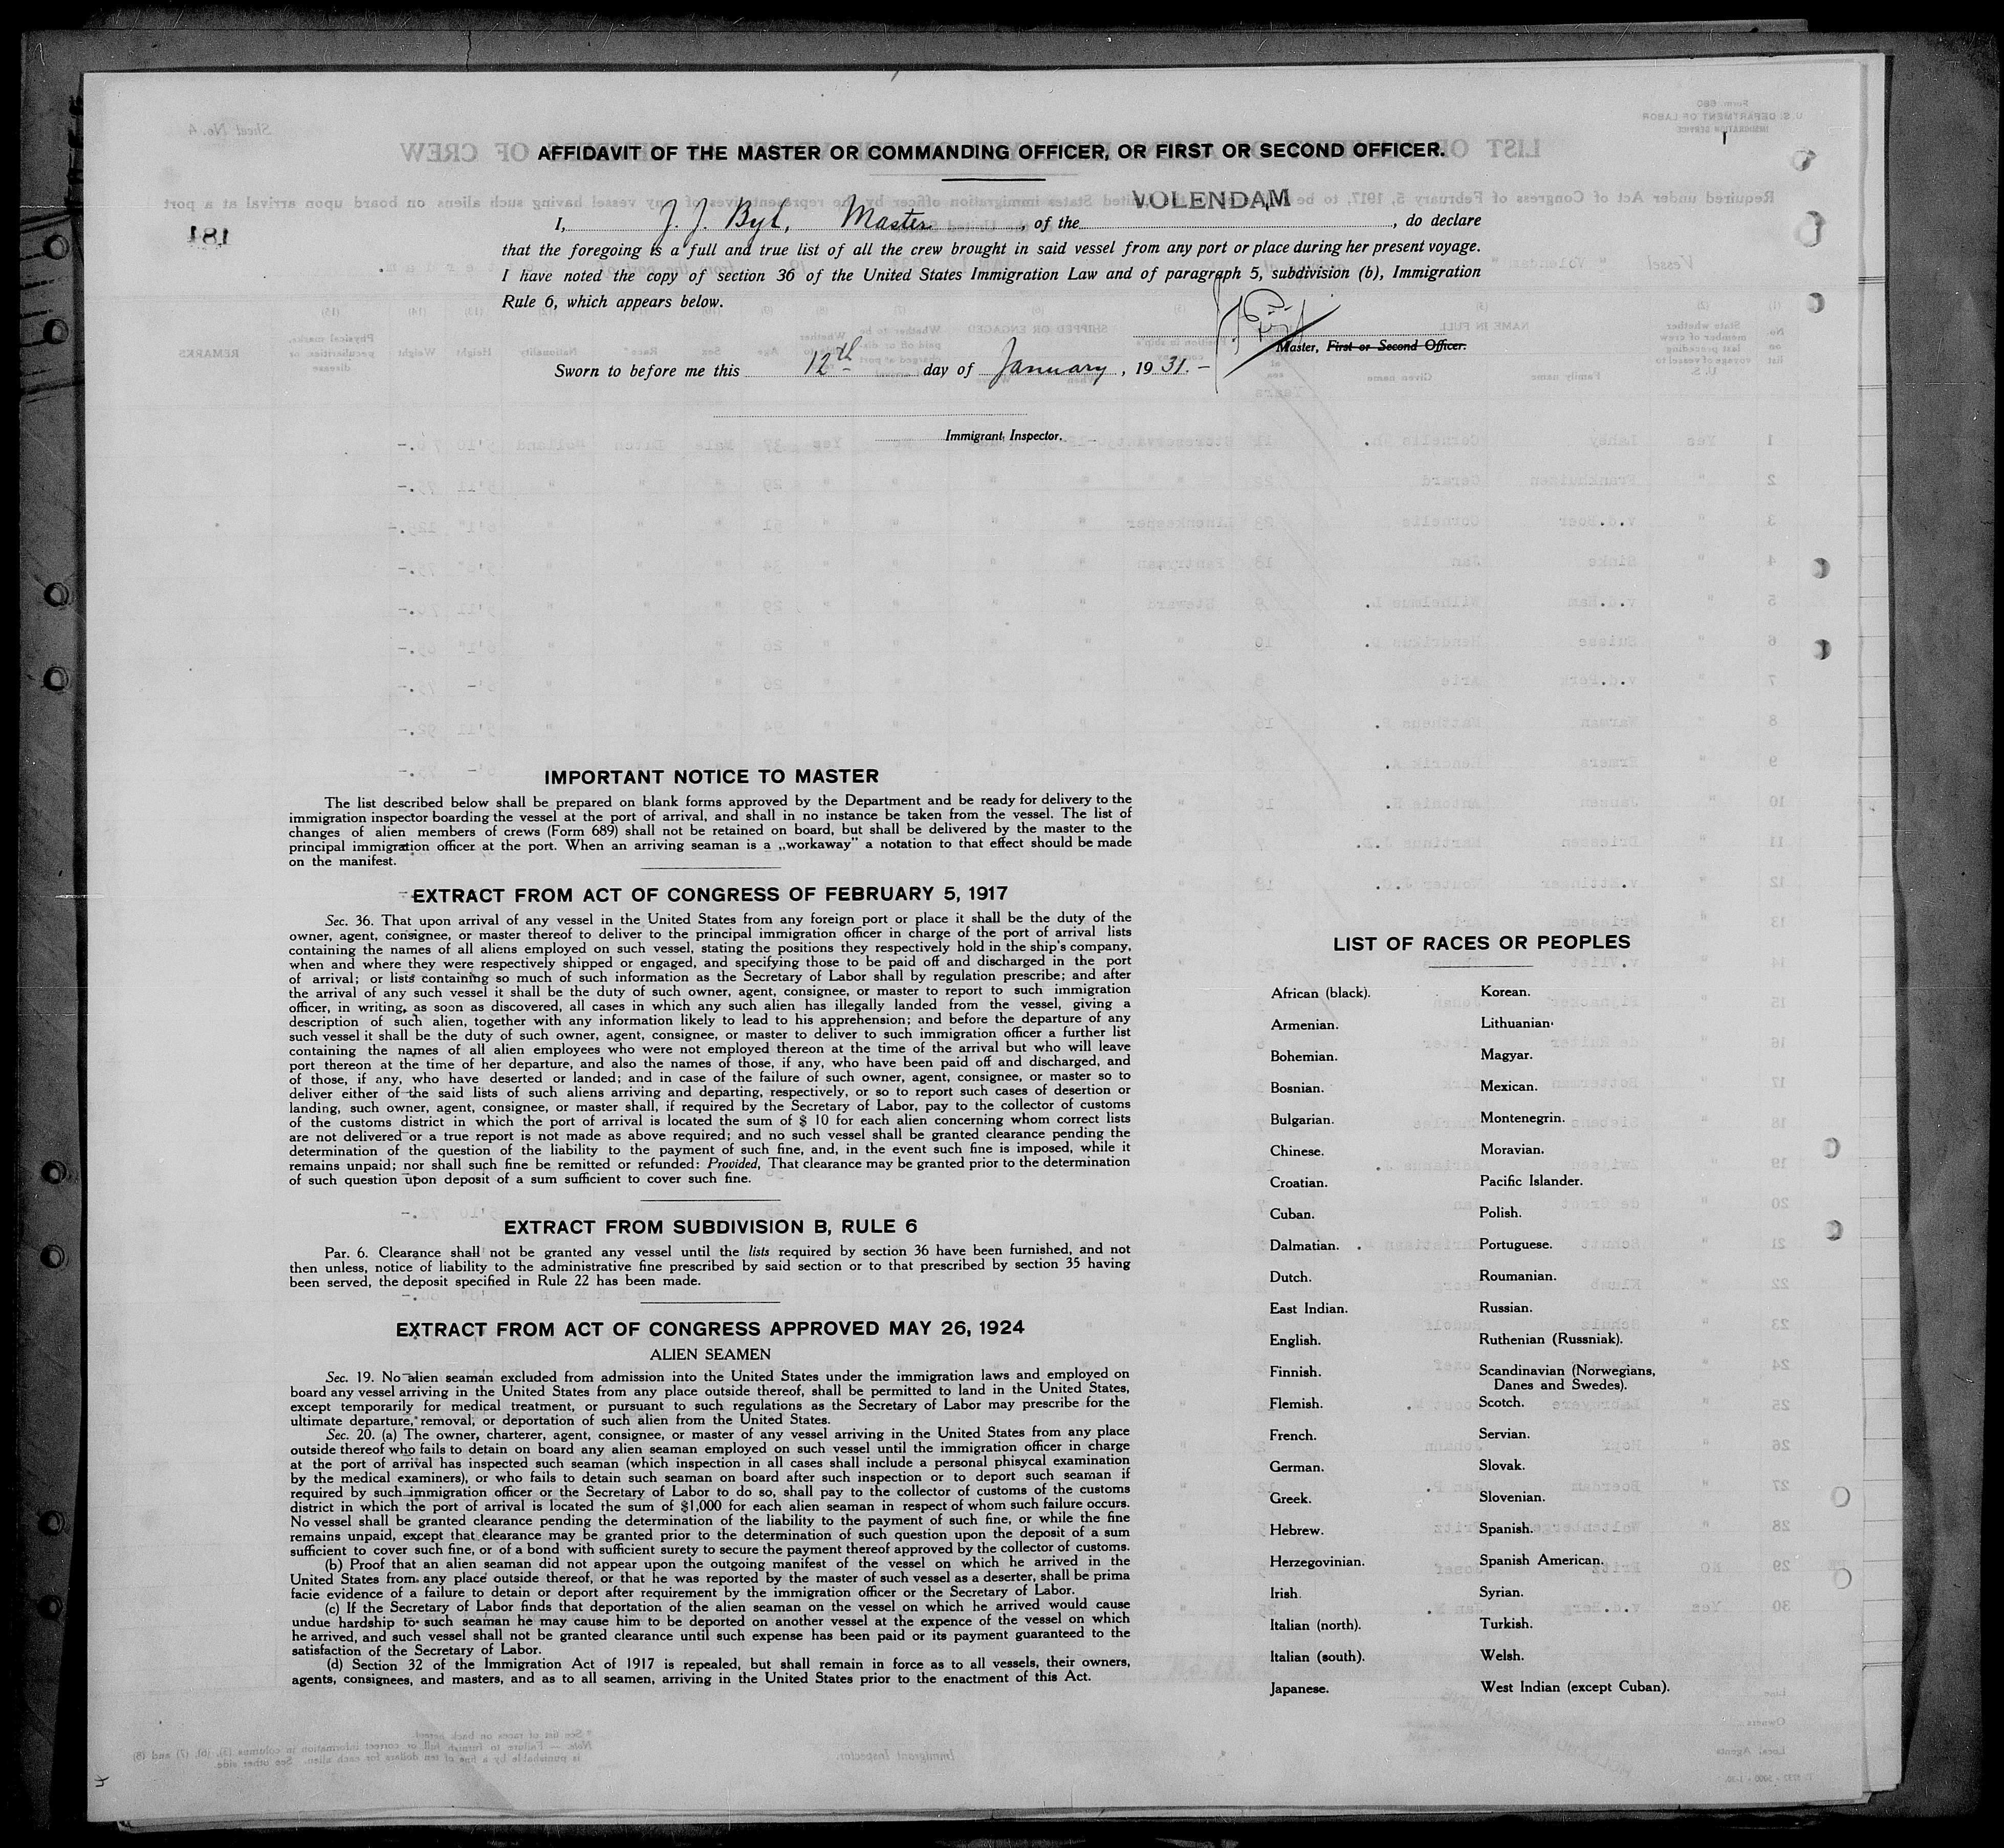 AFFIDAVIT OF THE MASTER OR COMMANDING OFFICER, OR FIRST OR SECOND OFFICER.
I, J. J. Byl, Master, of the VOLENDAM, do declare
that the foregoing is a full and true list of all the crew brought in said vessel from any port or place during her present voyage.
I have noted the copy of section 36 of the United States Immigration Law and of paragraph 5, subdivision (b), Immigration
Rule 6, which appears below.
Master, First or Second Officer.
Sworn to before me this 12th day of January, 1931.-
Immigrant Inspector.
181
IMPORTANT NOTICE TO MASTER
The list described below shall be prepared on blank forms approved by the Department and be ready for delivery to the
immigration inspector boarding the vessel at the port of arrival, and shall in no instance be taken from the vessel. The list of
changes of alien members of crews (Form 689) shall not be retained on board, but shall be delivered by the master to the
principal immigration officer at the port. When an arriving seaman is a „workaway" a notation to that effect should be made
on the manifest.
EXTRACT FROM ACT OF CONGRESS OF FEBRUARY 5, 1917
Sec. 36. That upon arrival of any vessel in the United States from any foreign port or place it shall be the duty of the
owner, agent, consignee, or master thereof to deliver to the principal immigration officer in charge of the port of arrival lists
containing the names of all aliens employed on such vessel, stating the positions they respectively hold in the ship's company,
when and where they were respectively shipped or engaged, and specifying those to be paid off and discharged in the port
of arrival; or lists containing so much of such information as the Secretary of Labor shall by regulation prescribe; and after
the arrival of any such vessel it shall be the duty of such owner, agent, consignee, or master to report to such immigration
officer, in writing, as soon as discovered, all cases in which any such alien has illegally landed from the vessel, giving a
description of such alien, together with any information likely to lead to his apprehension; and before the departure of any
such vessel it shall be the duty of such owner, agent, consignee, or master to deliver to such immigration officer a further list
containing the names of all alien employees who were not employed thereon at the time of the arrival but who will leave
port thereon at the time of her departure, and also the names of those, if any, who have been paid off and discharged, and
of those, if any, who have deserted or landed; and in case of the failure of such owner, agent, consignee, or master so to
deliver either of the said lists of such aliens arriving and departing, respectively, or so to report such cases of desertion or
landing, such owner, agent, consignee, or master shall, if required by the Secretary of Labor, pay to the collector of customs
of the customs district in which the port of arrival is located the sum of $ 10 for each alien concerning whom correct lists
are not delivered or a true report is not made as above required; and no such vessel shall be granted clearance pending the
determination of the question of the liability to the payment of such fine, and, in the event such fine is imposed, while it
remains unpaid; nor shall such fine be remitted or refunded: Provided, That clearance may be granted prior to the determination
of such question upon deposit of a sum sufficient to cover such fine.
EXTRACT FROM SUBDIVISION B, RULE 6
Par. 6. Clearance shall not be granted any vessel until the lists required by section 36 have been furnished, and not
then unless, notice of liability to the administrative fine prescribed by said section or to that prescribed by section 35 having
been served, the deposit specified in Rule 22 has been made.
EXTRACT FROM ACT OF CONGRESS APPROVED MAY 26, 1924
ALIEN SEAMEN
Sec. 19. No alien seaman excluded from admission into the United States under the immigration laws and employed on
board any vessel arriving in the United States from any place outside thereof, shall be permitted to land in the United States,
except temporarily for medical treatment, or pursuant to such regulations as the Secretary of Labor may prescribe for the
ultimate departure, removal, or deportation of such alien from the United States.
Sec. 20. (a) The owner, charterer, agent, consignee, or master of any vessel arriving in the United States from any place
outside thereof who fails to detain on board any alien seaman employed on such vessel until the immigration officer in charge
at the port of arrival has inspected such seaman (which inspection in all cases shall include a personal phisycal examination
by the medical examiners), or who fails to detain such seaman on board after such inspection or to deport such seaman if
required by such immigration officer or the Secretary of Labor to do so, shall pay to the collector of customs of the customs
district in which the port of arrival is located the sum of $1,000 for each alien seaman in respect of whom such failure occurs.
No vessel shall be granted clearance pending the determination of the liability to the payment of such fine, or while the fine
remains unpaid, except that clearance may be granted prior to the determination of such question upon the deposit of a sum
sufficient to cover such fine, or of a bond with sufficient surety to secure the payment thereof approved by the collector of customs.
(b) Proof that an alien seaman did not appear upon the outgoing manifest of the vessel on which he arrived in the
United States from any place outside thereof, or that he was reported by the master of such vessel as a deserter, shall be prima
facie evidence of a failure to detain or deport after requirement by the immigration officer or the Secretary of Labor.
(c) If the Secretary of Labor finds that deportation of the alien seaman on the vessel on which he arrived would cause
undue hardship to such seaman he may cause him to be deported on another vessel at the expence of the vessel on which
he arrived, and such vessel shall not be granted clearance until such expense has been paid or its payment guaranteed to the
satisfaction of the Secretary of Labor.
(d) Section 32 of the Immigration Act of 1917 is repealed, but shall remain in force as to all vessels, their owners,
agents, consignees, and masters, and as to all seamen, arriving in the United States prior to the enactment of this Act.
LIST OF RACES OR PEOPLES
African (black). Korean.
Armenian. Lithuanian.
Bohemian. Magyar.
Bosnian. Mexican.
Bulgarian. Montenegrin.
Chinese. Moravian.
Croatian. Pacific Islander.
Cuban. Polish.
Dalmatian. Portuguese.
Dutch. Roumanian.
East Indian. Russian.
English. Ruthenian (Russniak).
Finnish. Scandinavian (Norwegians,
Danes and Swedes).
Flemish. Scotch.
French. Servian.
German. Slovak.
Greek. Slovenian.
Hebrew. Spanish.
Herzegovinian. Spanish American.
Irish. Syrian.
Italian (north). Turkish.
Italian (south). Welsh.
Japanese. West Indian (except Cuban).